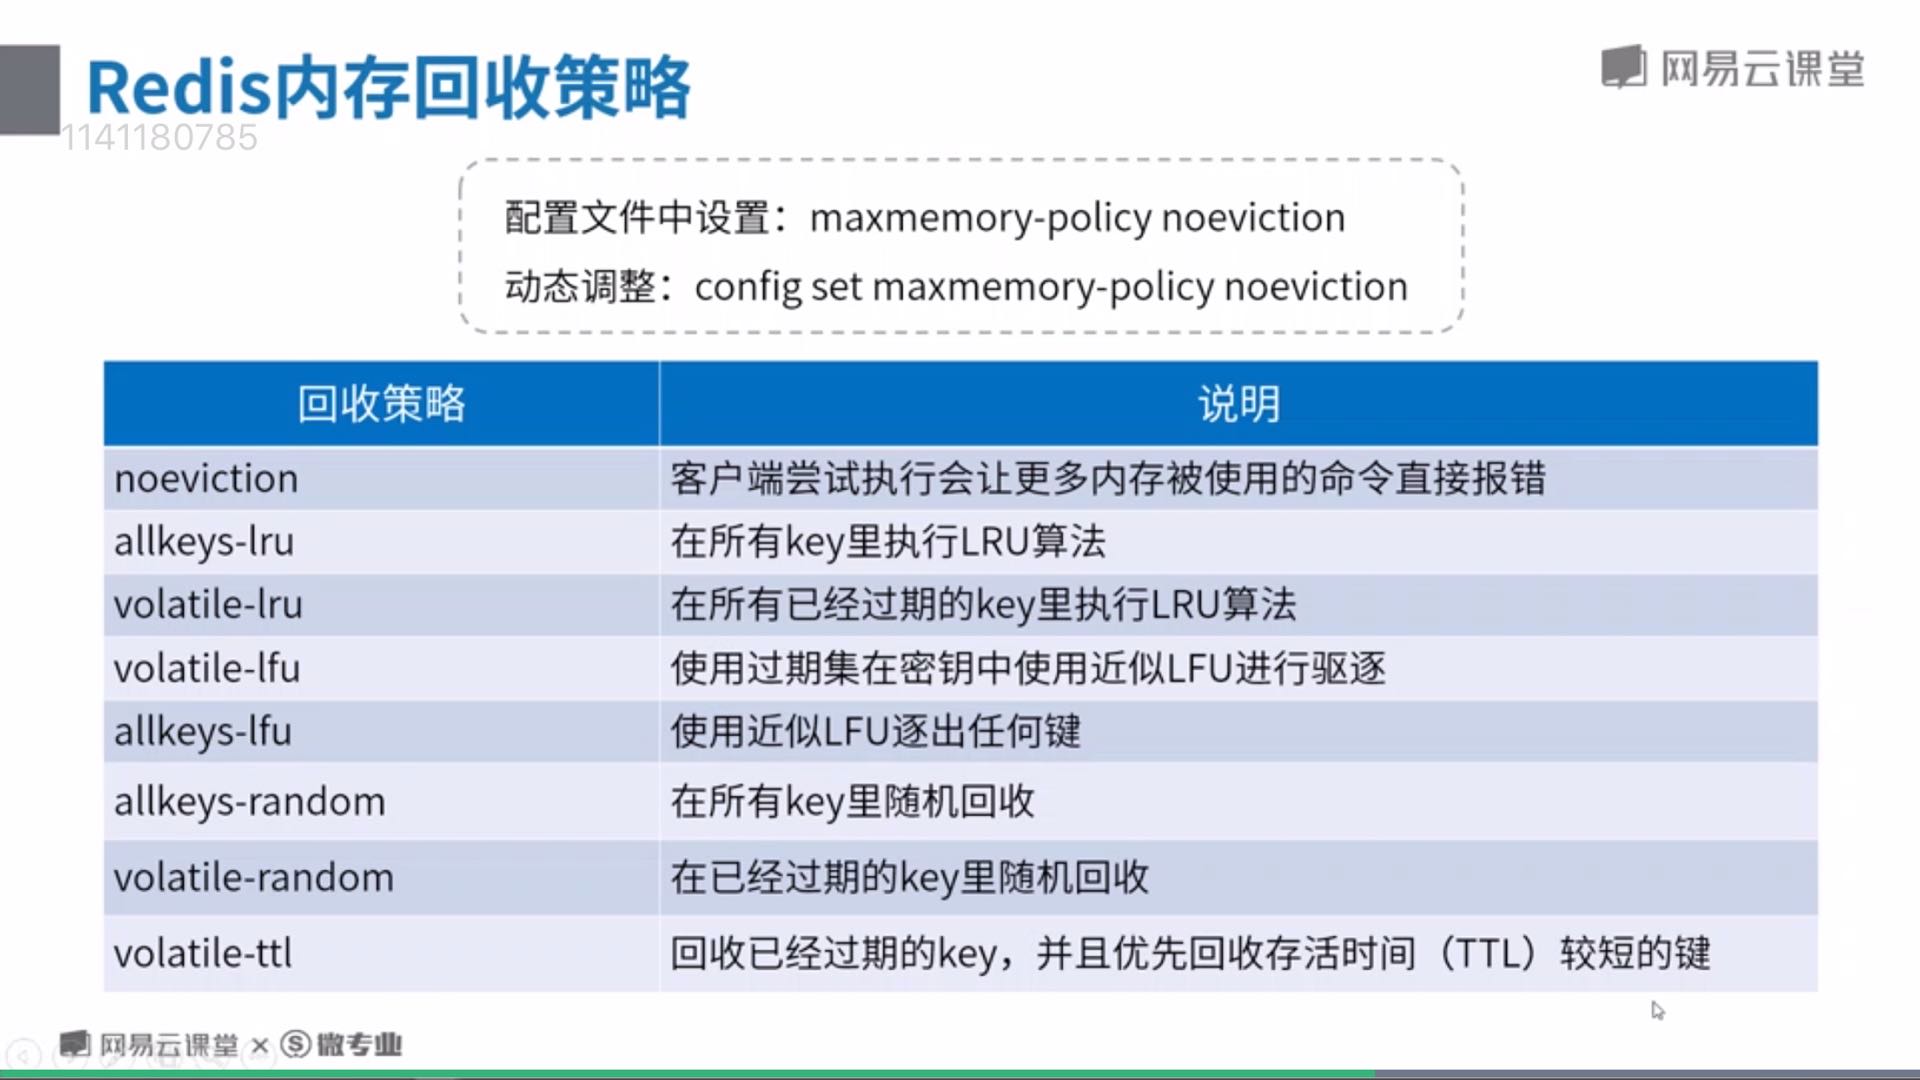 Redis内存回收策略
网易云课堂
1141180785
配置文件中设置：maxmemory-policy noeviction
动态调整：config set maxmemory-policy noeviction
回收策略 说明
noeviction 客户端尝试执行会让更多内存被使用的命令直接报错
allkeys-lru 在所有key里执行LRU算法
volatile-lru 在所有已经过期的key里执行LRU算法
volatile-lfu 使用过期集在密钥中使用近似LFU进行驱逐
allkeys-lfu 使用近似LFU逐出任何键
allkeys-random 在所有key里随机回收
volatile-random 在已经过期的key里随机回收
volatile-ttl 回收已经过期的key，并且优先回收存活时间（TTL）较短的键
网易云课堂 × S 微专业